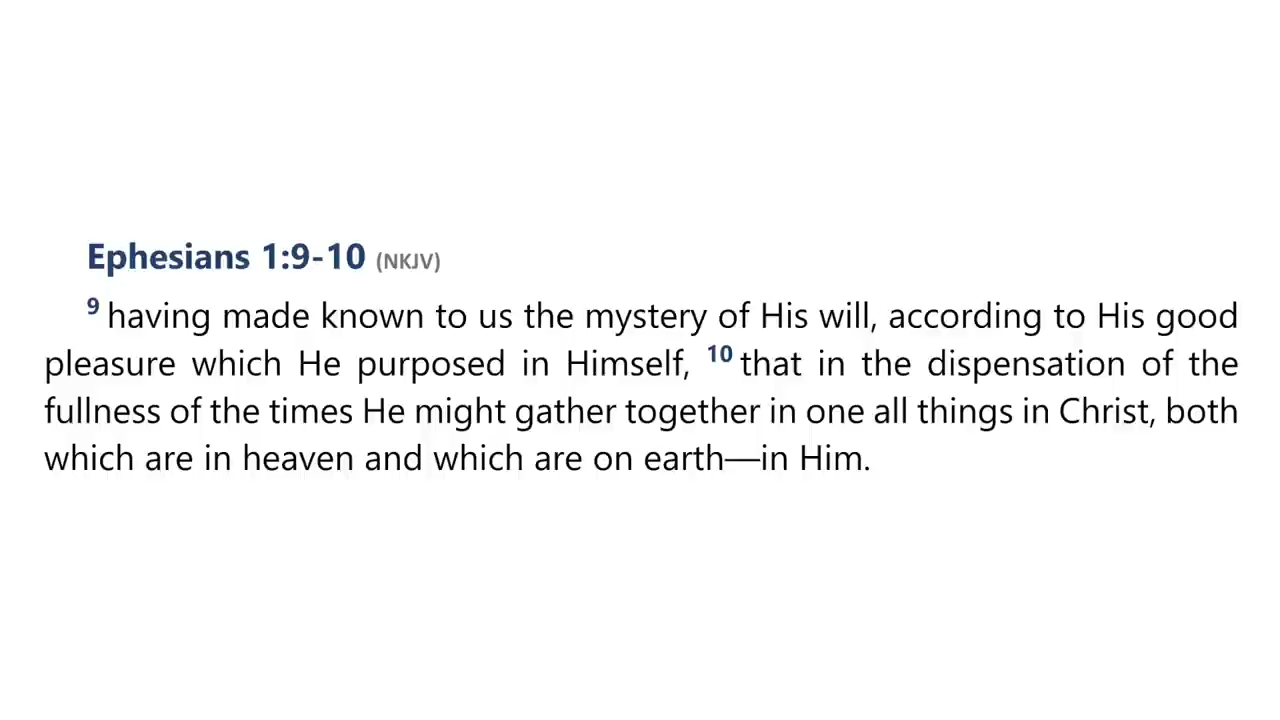 Ephesians 1:9-10 (NKJV)
9 having made known to us the mystery of His will, according to His good
pleasure which He purposed in Himself, 10 that in the dispensation of the
fullness of the times He might gather together in one all things in Christ, both
which are in heaven and which are on earth—in Him.